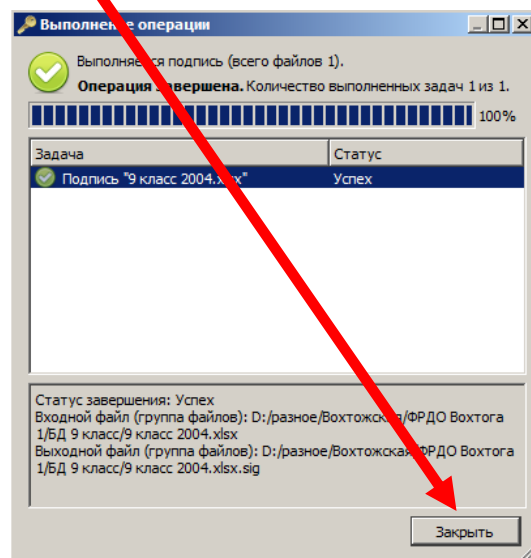 Выполнение операции
Выполняется подпись (всего файлов 1).
Операция завершена. Количество выполненных задач 1 из 1.
100%
Задача Статус
Подпись "9 класс 2004.xlsx" Успех
Статус завершения: Успех
Входной файл (группа файлов): D:/разное/Вохтожская/ФРДО Вохтога
1/БД 9 класс/9 класс 2004.xlsx
Выходной файл (группа файлов): D:/разное/Вохтожская/ФРДО Вохтога
1/БД 9 класс/9 класс 2004.xlsx.sig
Закрыть